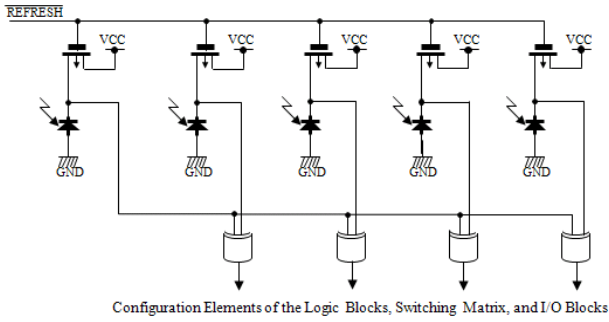 REFRESH
VCC VCC VCC VCC VCC
GND GND GND GND GND
Configuration Elements of the Logic Blocks, Switching Matrix, and I/O Blocks